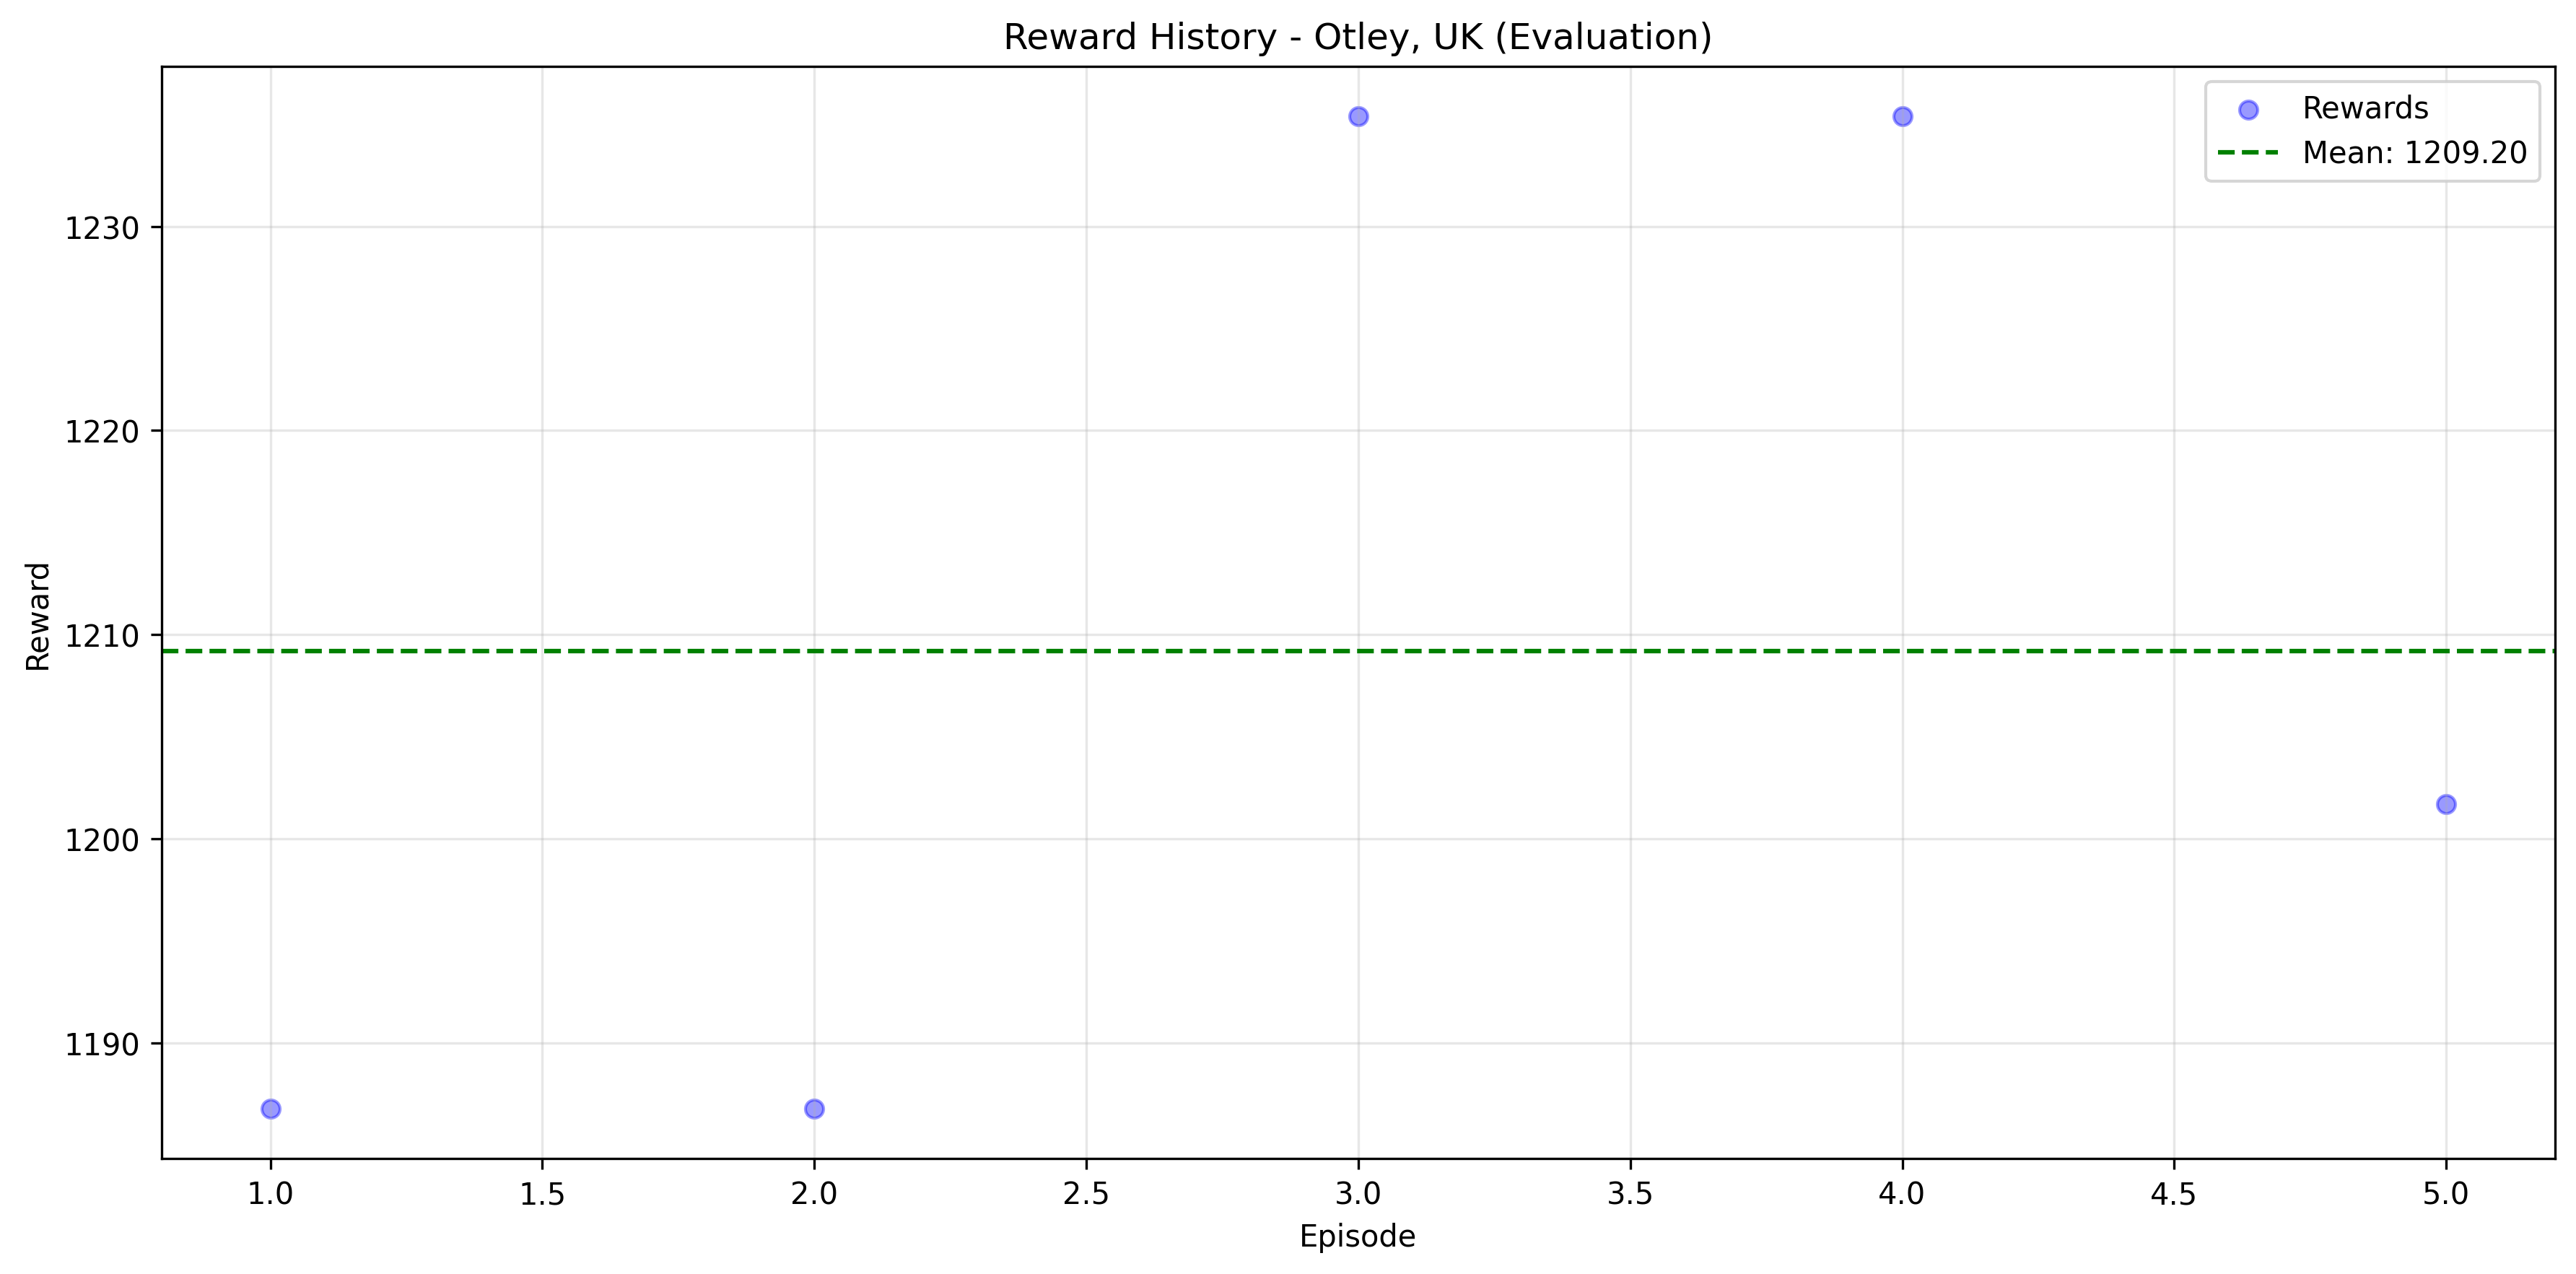 Reward History - Otley, UK (Evaluation)
Rewards
Mean: 1209.20
Reward
1230
1220
1210
1200
1190
1.0 1.5 2.0 2.5 3.0 3.5 4.0 4.5 5.0
Episode